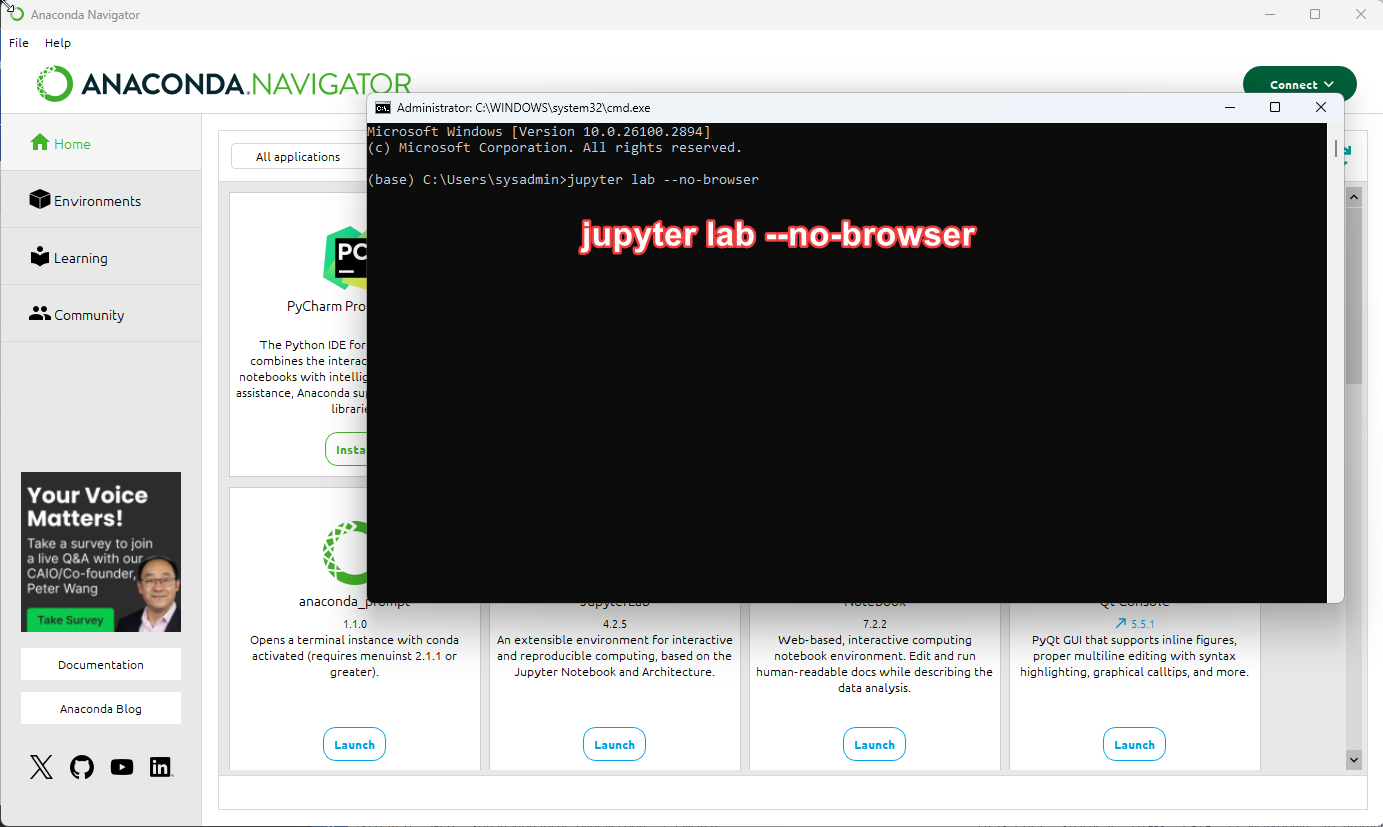 Anaconda Navigator
File Help
ANACONDA.NAVIGATOR
Connect
Administrator: C:\WINDOWS\system32\cmd.exe
Microsoft Windows [Version 10.0.26100.2894]
(c) Microsoft Corporation. All rights reserved.
(base) C:\Users\sysadmin>jupyter lab --no-browser
jupyter lab --no-browser
Home
Environments
Learning
Community
Your Voice
Matters!
Take a survey to join
a live Q&A with our
CAIO/Co-founder,
Peter Wang
Take Survey
Documentation
Anaconda Blog
All applications
PC
PyCharm Pro
The Python IDE for
combines the interac
notebooks with intellig
assistance, Anaconda sup
librarie
Insta
anaconda_prompt
1.1.0
Opens a terminal instance with conda
activated (requires menuinst 2.1.1 or
greater).
Launch
JupyterLab
4.2.5
An extensible environment for interactive
and reproducible computing, based on the
Jupyter Notebook and Architecture.
Launch
Notebook
7.2.2
Web-based, interactive computing
notebook environment. Edit and run
human-readable docs while describing the
data analysis.
Launch
Qt Console
5.5.1
PyQt GUI that supports inline figures,
proper multiline editing with syntax
highlighting, graphical calltips, and more.
Launch